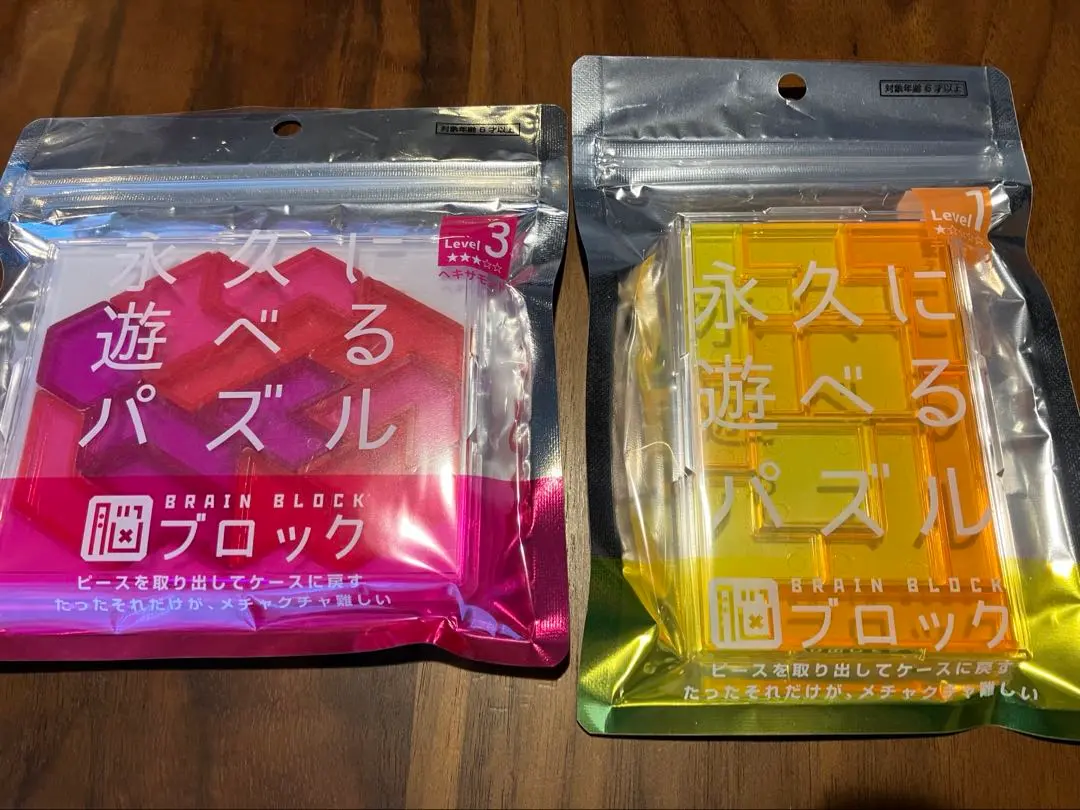 対象年齢6才以上
Level 3
★★★☆☆
永久に
遊べる
パズル
BRAIN BLOCK
脳ブロック
ピースを取り出してケースに戻す
たったそれだけが、メチャクチャ難しい
対象年齢6才以上
Level 1
★☆☆☆☆
永久に
遊べる
パズル
BRAIN BLOCK
脳ブロック
ピースを取り出してケースに戻す
たったそれだけが、メチャクチャ難しい